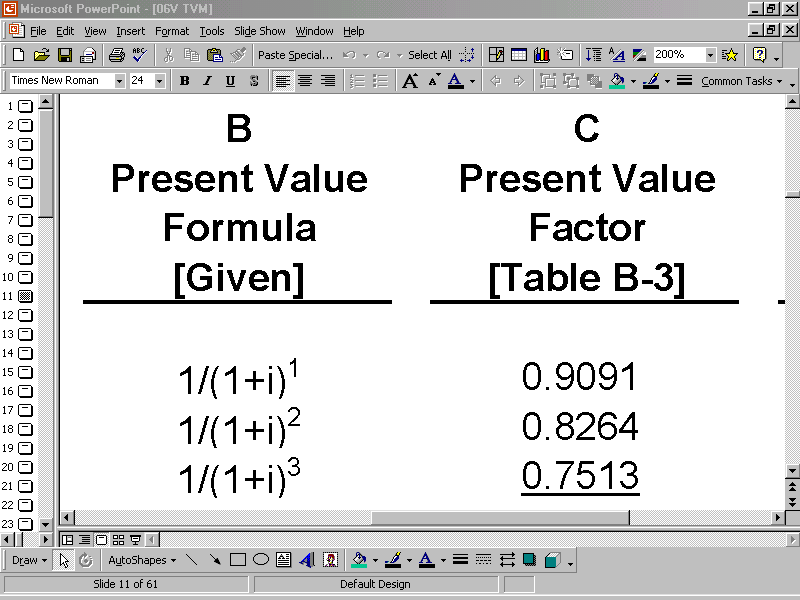 Microsoft PowerPoint - [06V TVM]
File Edit View Insert Format Tools Slide Show Window Help
Paste Special... Select All 200%
Times New Roman 24 B I U S A A A Common Tasks
1
2
3
4
5
6
7
8
9
10
11
12
13
14
15
16
17
18
19
20
21
22
23
B
Present Value
Formula
[Given]
C
Present Value
Factor
[Table B-3]
1/(1+i)^1 0.9091
1/(1+i)^2 0.8264
1/(1+i)^3 0.7513
Draw AutoShapes
Slide 11 of 61 Default Design